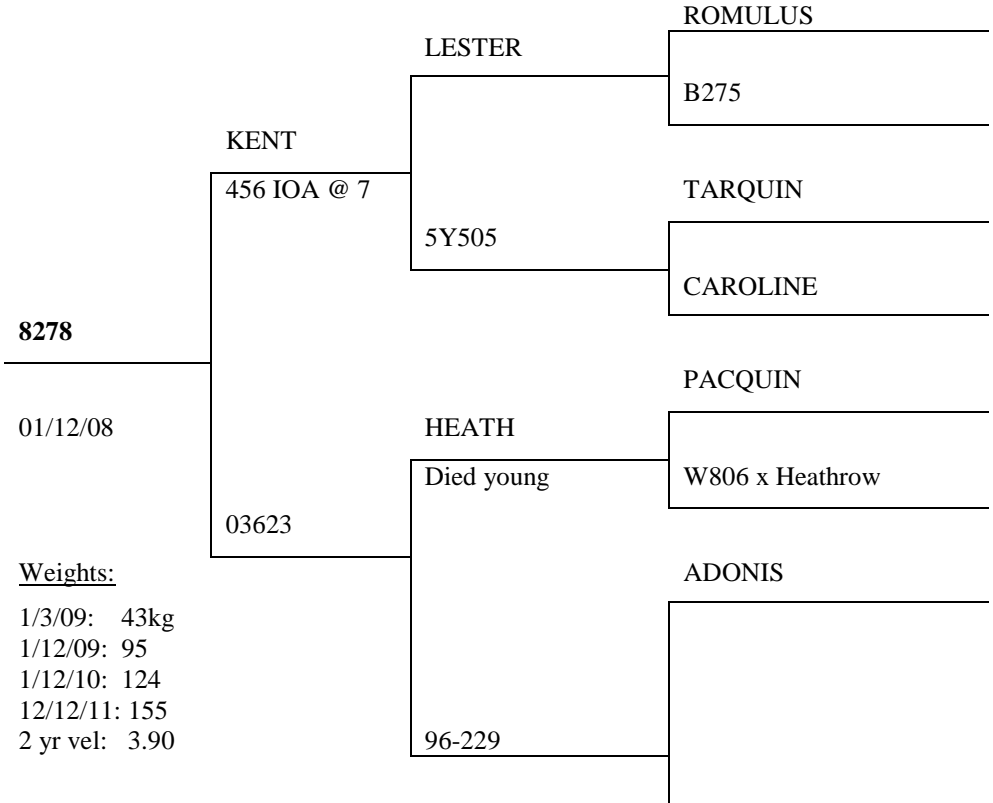 ROMULUS
LESTER
B275
KENT
456 IOA @ 7
TARQUIN
5Y505
CAROLINE
8278
PACQUIN
01/12/08
HEATH
Died young
W806 x Heathrow
03623
Weights:
ADONIS
1/3/09: 43kg
1/12/09: 95
1/12/10: 124
12/12/11: 155
2 yr vel: 3.90
96-229